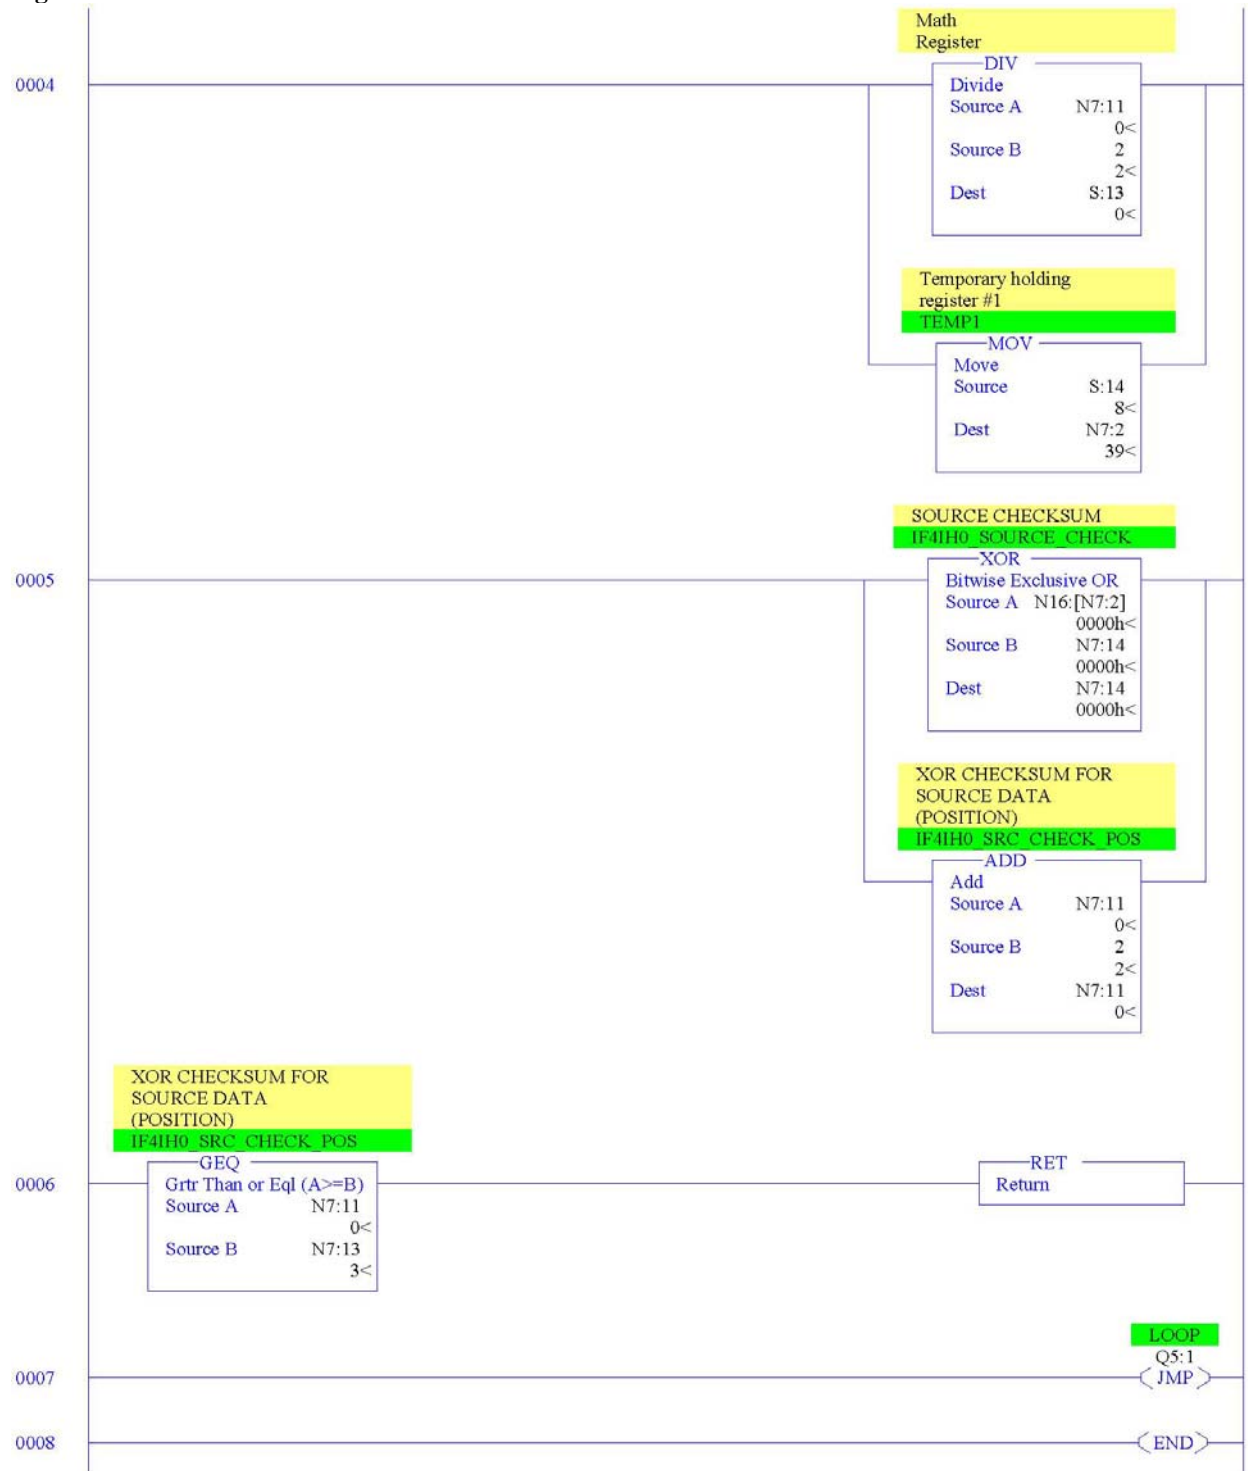 Math
Register
DIV
0004
Divide
Source A N7:11
0<
Source B 2
2<
Dest S:13
0<
Temporary holding
register #1
TEMP1
MOV
Move
Source S:14
8<
Dest N7:2
39<
SOURCE CHECKSUM
IF4IH0_SOURCE_CHECK
XOR
0005
Bitwise Exclusive OR
Source A N16:[N7:2]
0000h<
Source B N7:14
0000h<
Dest N7:14
0000h<
XOR CHECKSUM FOR
SOURCE DATA
(POSITION)
IF4IH0_SRC_CHECK_POS
ADD
Add
Source A N7:11
0<
Source B 2
2<
Dest N7:11
0<
XOR CHECKSUM FOR
SOURCE DATA
(POSITION)
IF4IH0_SRC_CHECK_POS
GEQ
0006
Grtr Than or Eql (A>=B)
Source A N7:11
0<
Source B N7:13
3<
RET
Return
LOOP
Q5:1
0007
JMP
0008
END